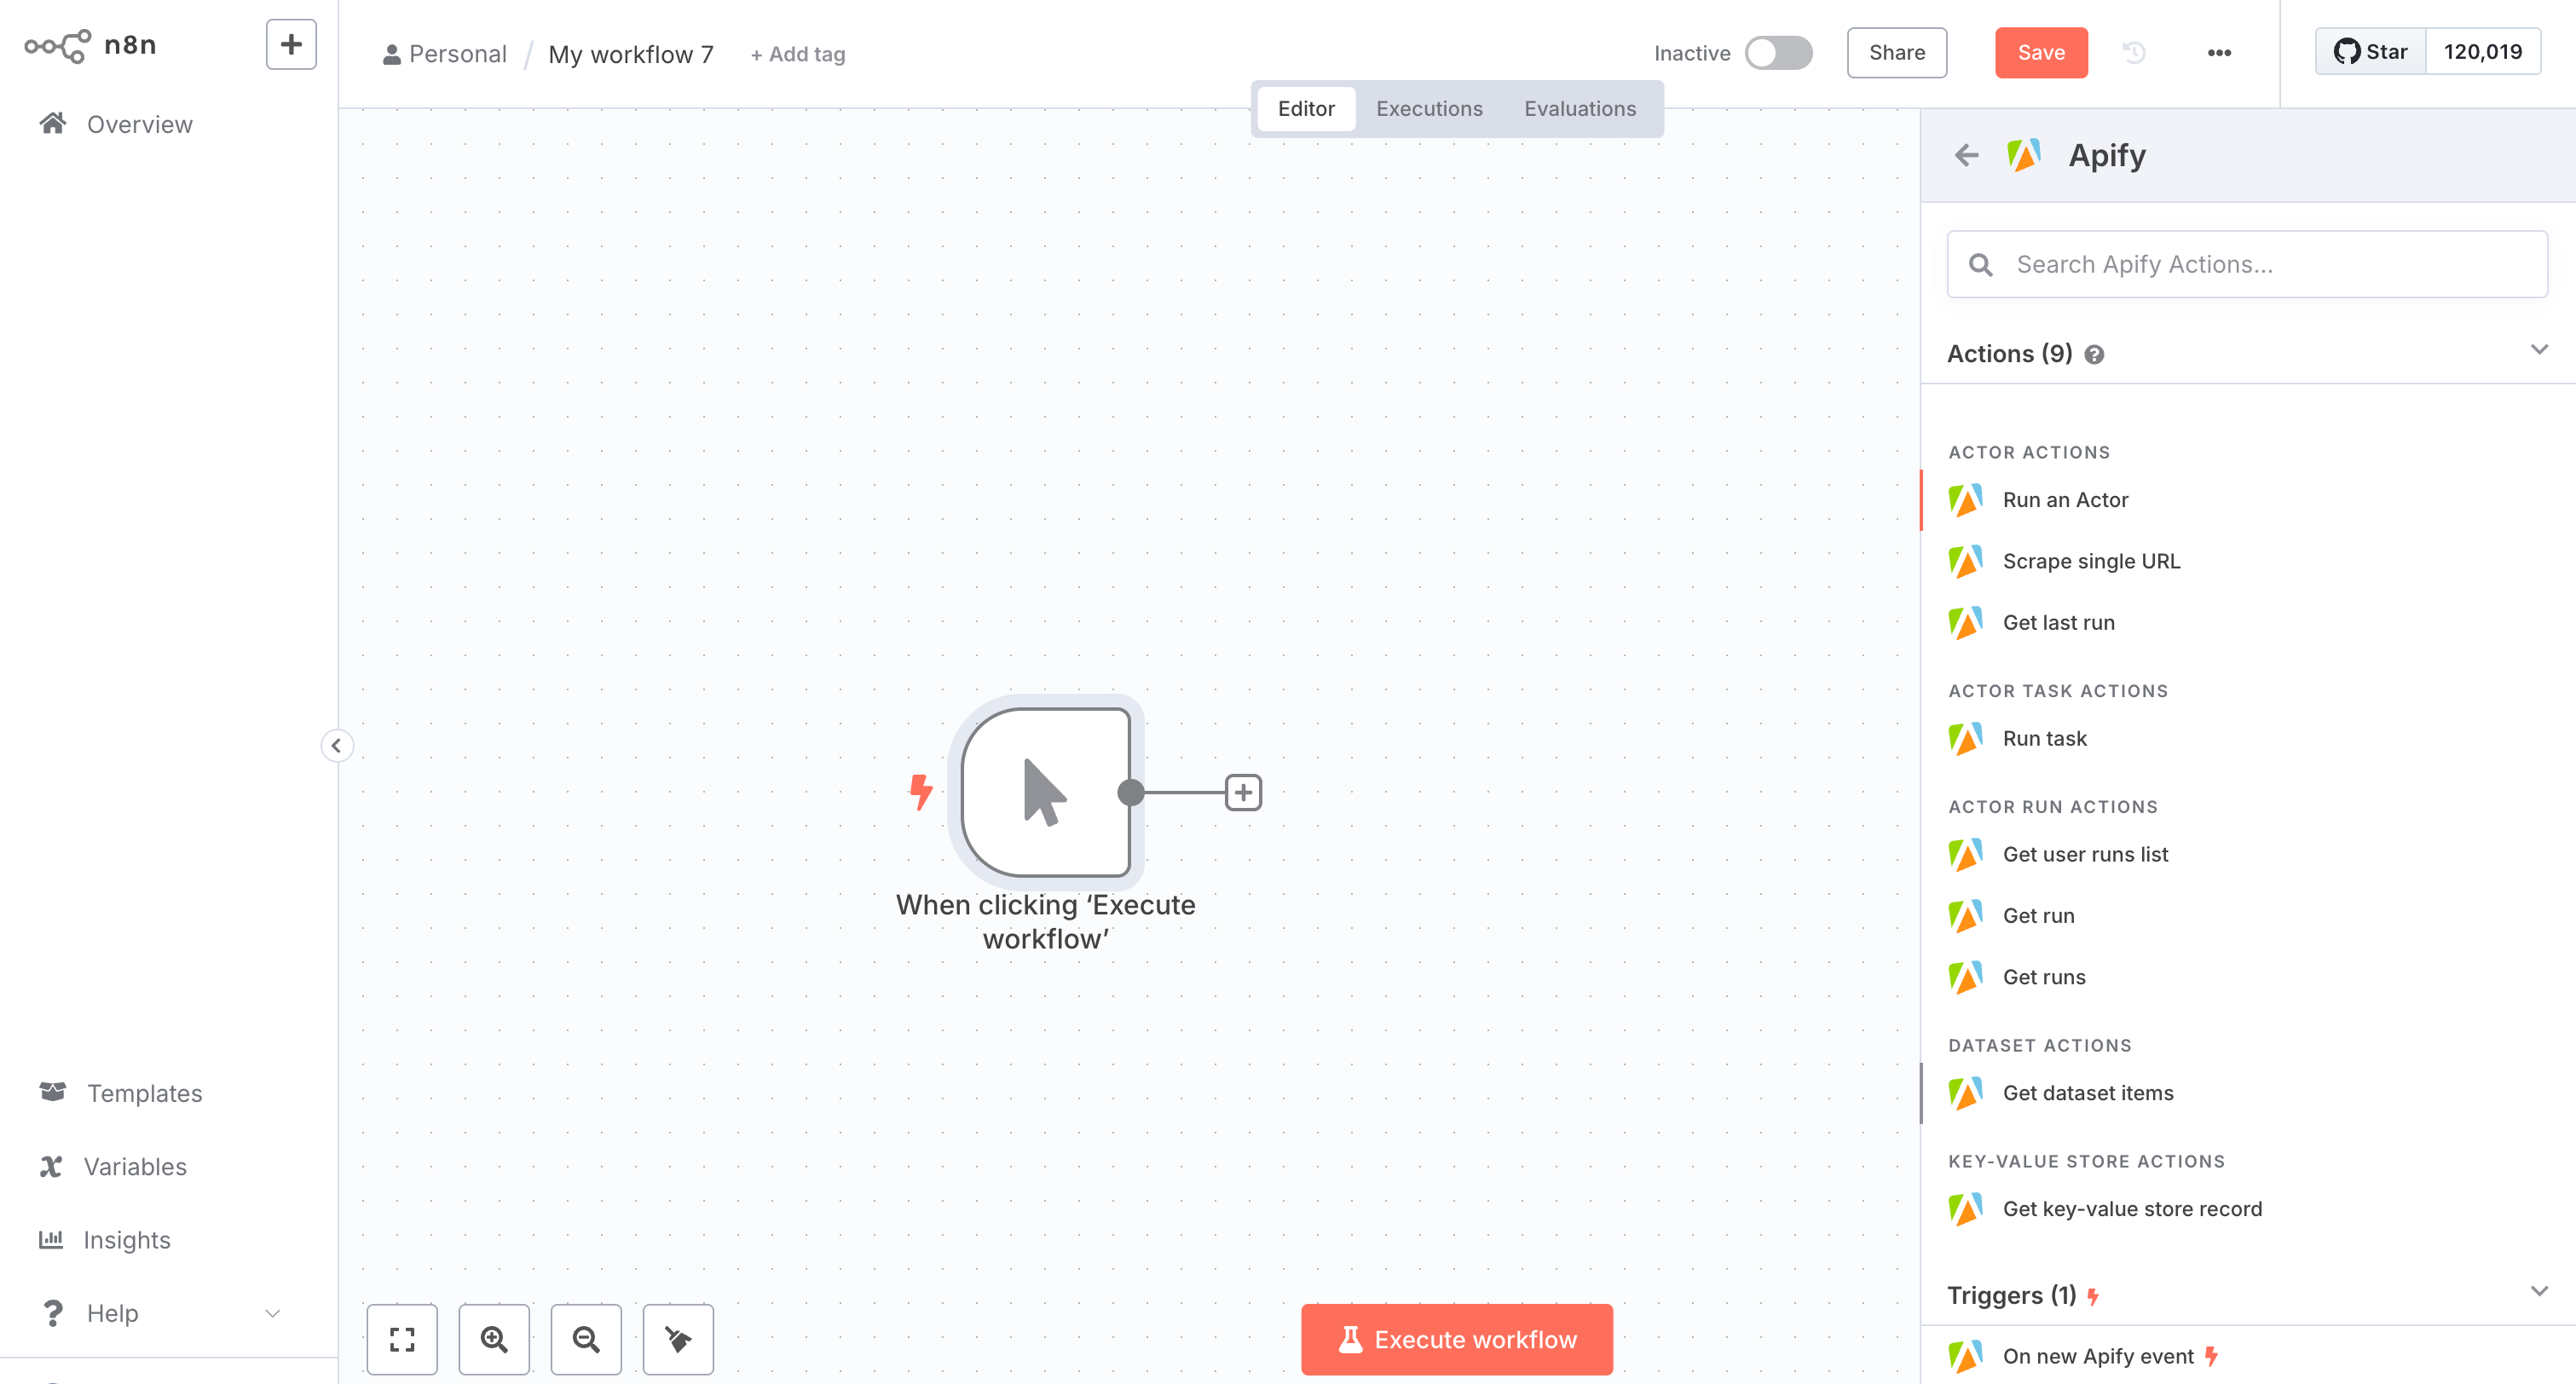 n8n
Overview
Templates
Variables
Insights
Help
Personal / My workflow 7 + Add tag
Inactive Share Save ••• Star 120,019
Editor Executions Evaluations
When clicking ‘Execute
workflow’
Execute workflow
Apify
Search Apify Actions...
Actions (9)
ACTOR ACTIONS
Run an Actor
Scrape single URL
Get last run
ACTOR TASK ACTIONS
Run task
ACTOR RUN ACTIONS
Get user runs list
Get run
Get runs
DATASET ACTIONS
Get dataset items
KEY-VALUE STORE ACTIONS
Get key-value store record
Triggers (1)
On new Apify event